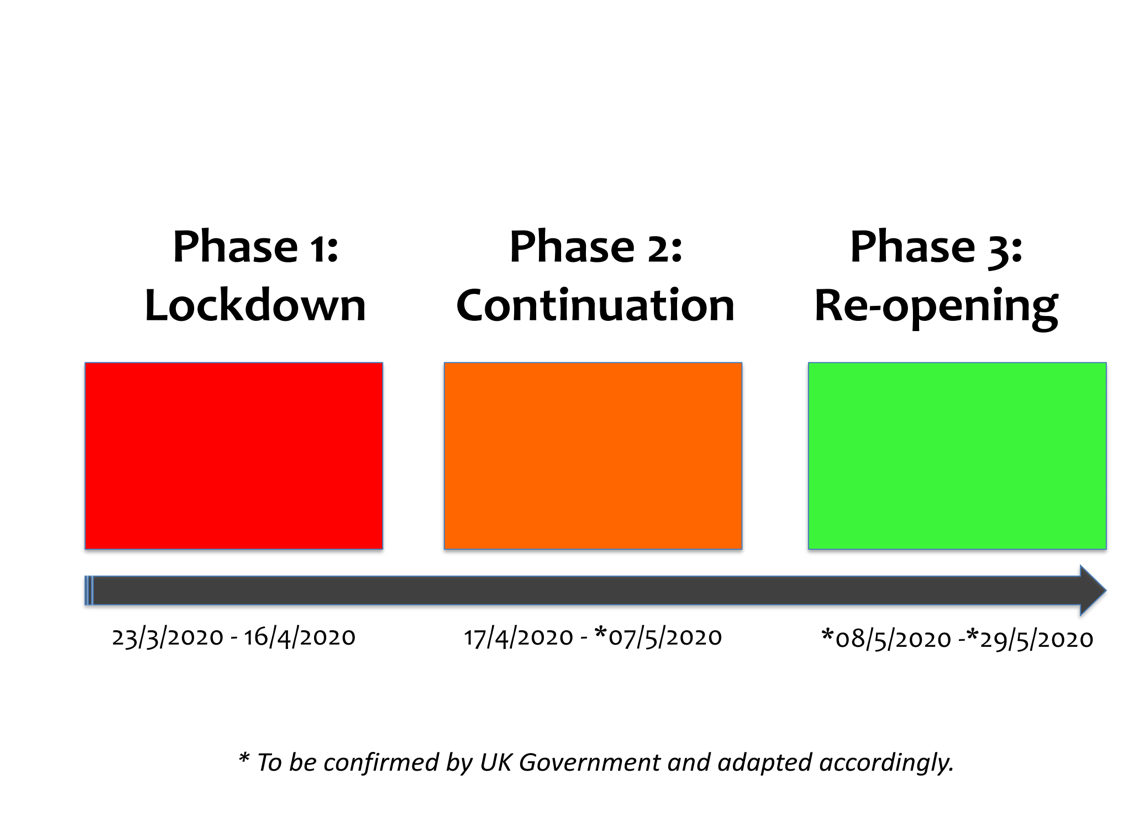 Phase 1:
Lockdown
Phase 2:
Continuation
Phase 3:
Re-opening
23/3/2020 - 16/4/2020
17/4/2020 - *07/5/2020
*08/5/2020 -*29/5/2020
* To be confirmed by UK Government and adapted accordingly.